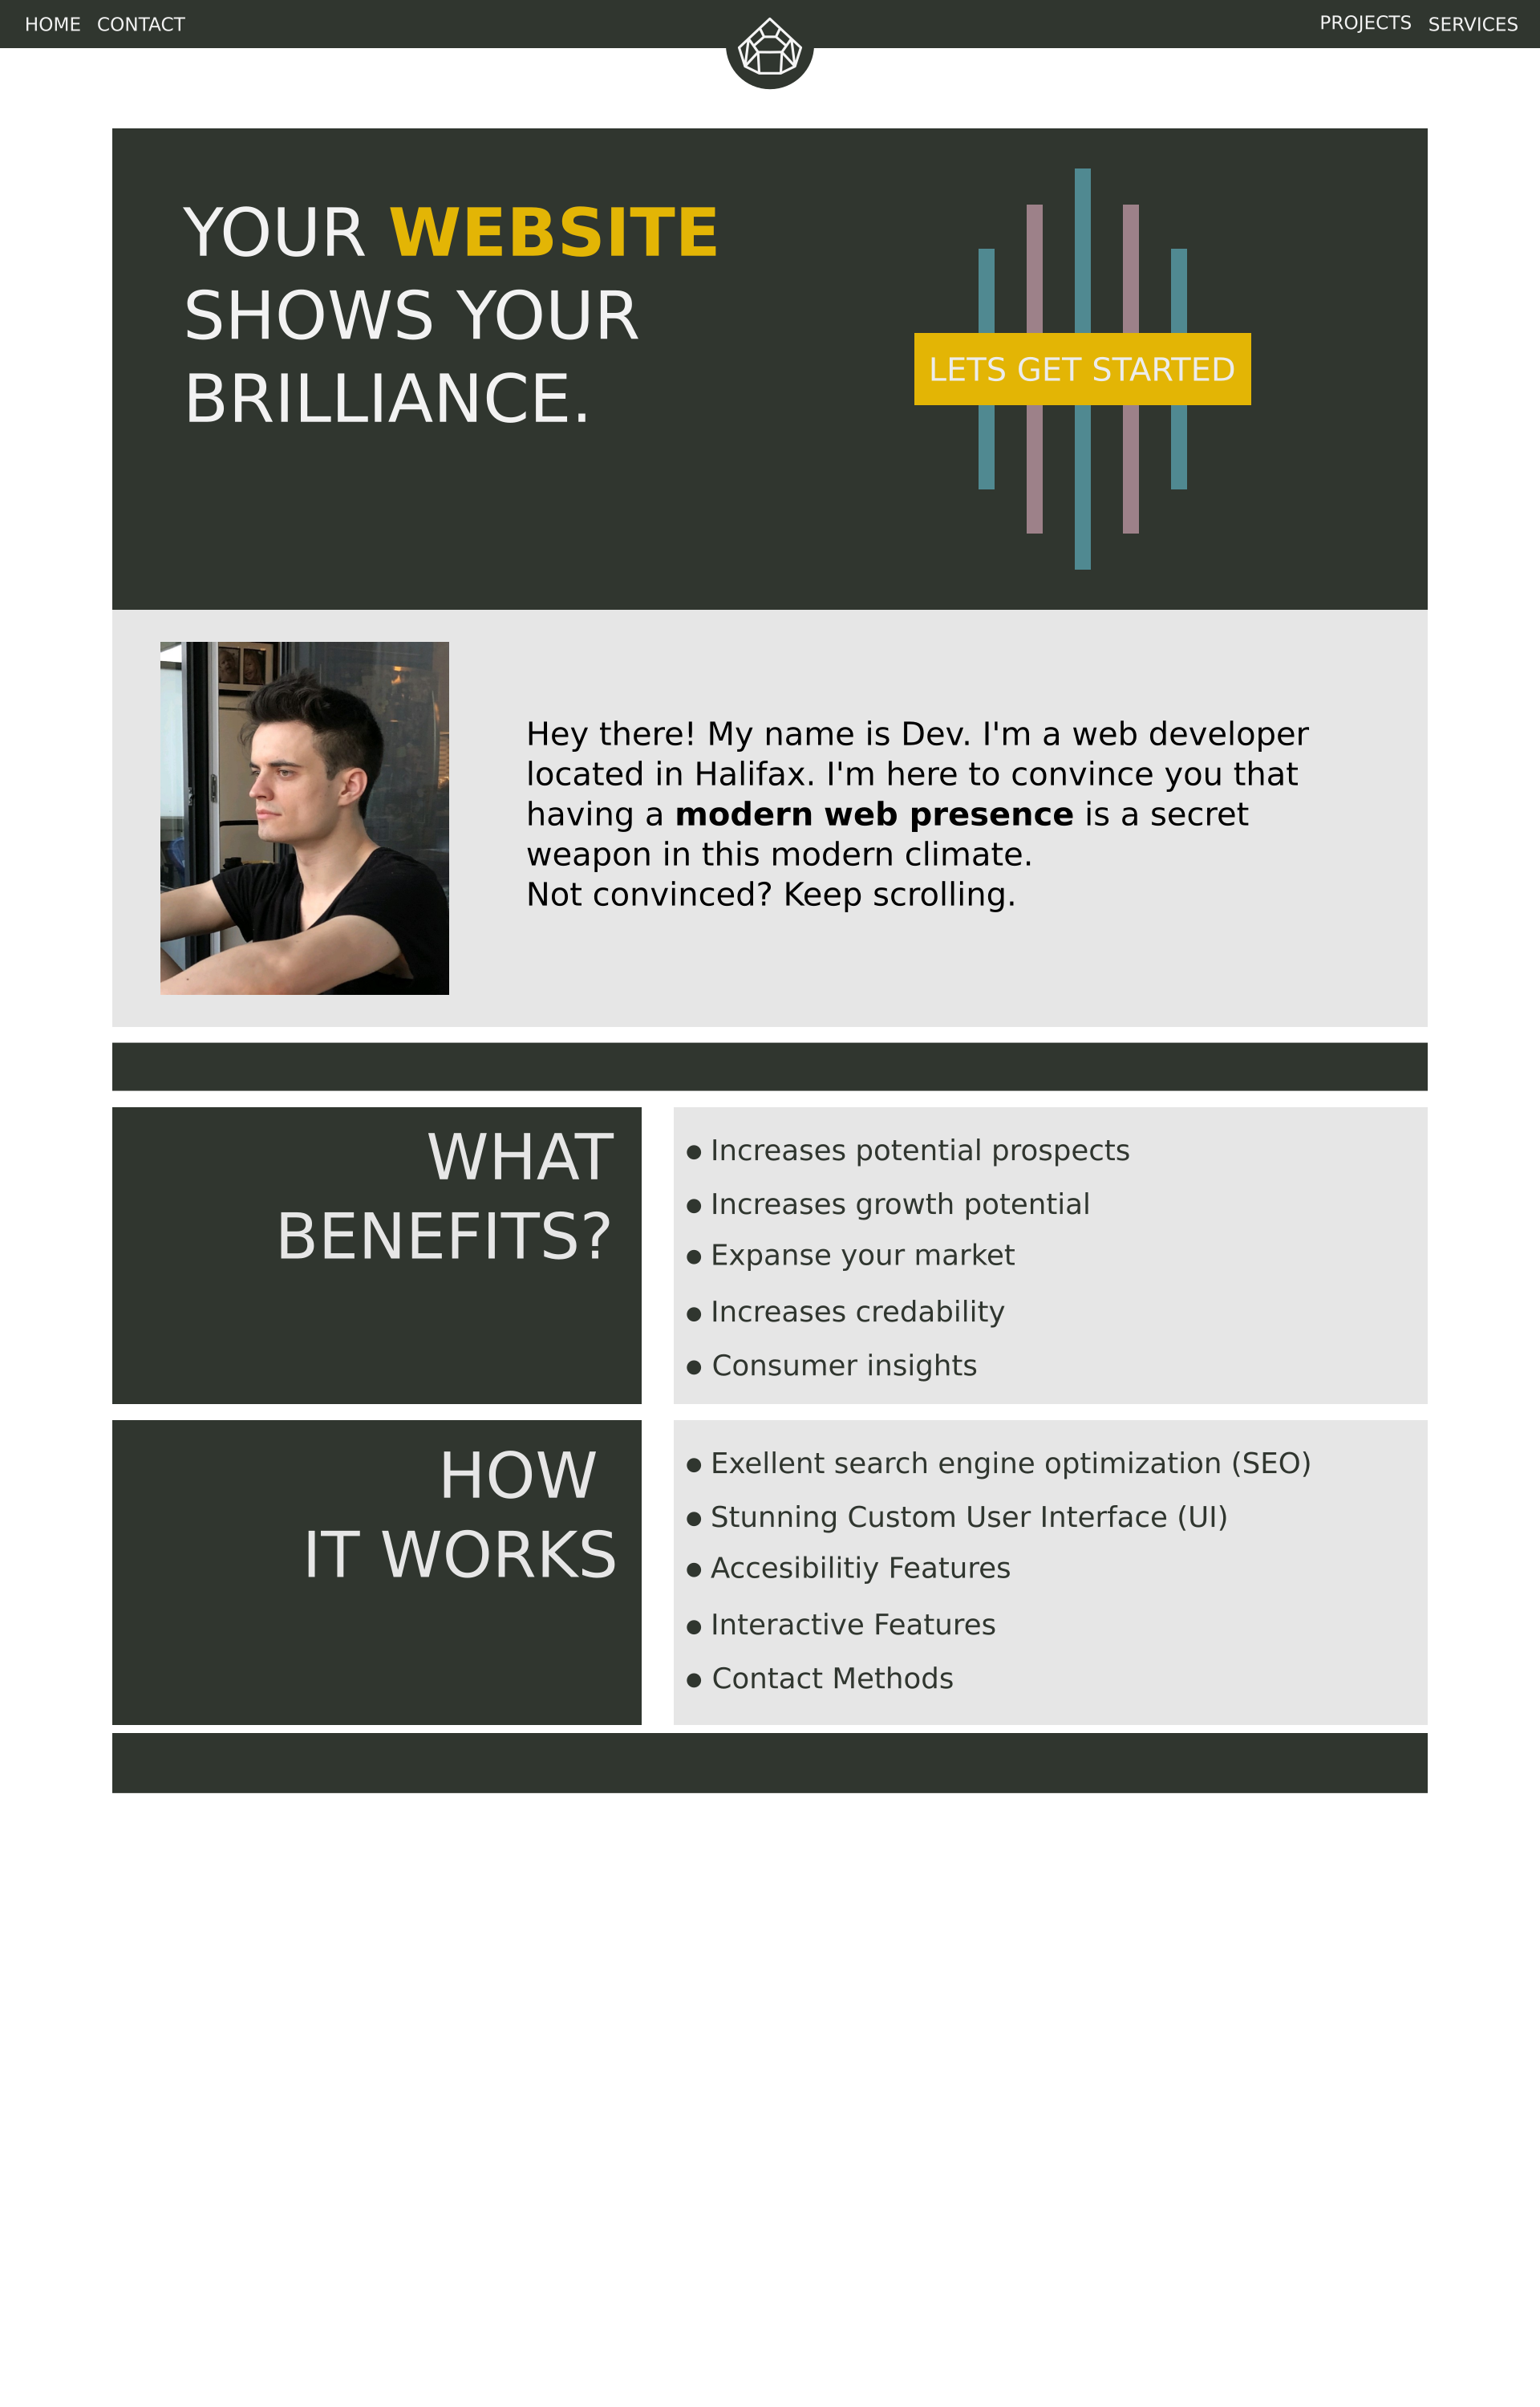 HOME CONTACT PROJECTS SERVICES
YOUR WEBSITE
SHOWS YOUR
BRILLIANCE.
LETS GET STARTED
Hey there! My name is Dev. I'm a web developer
located in Halifax. I'm here to convince you that
having a modern web presence is a secret
weapon in this modern climate.
Not convinced? Keep scrolling.
WHAT
BENEFITS?
● Increases potential prospects
● Increases growth potential
● Expanse your market
● Increases credability
● Consumer insights
HOW
IT WORKS
● Exellent search engine optimization (SEO)
● Stunning Custom User Interface (UI)
● Accesibilitiy Features
● Interactive Features
● Contact Methods